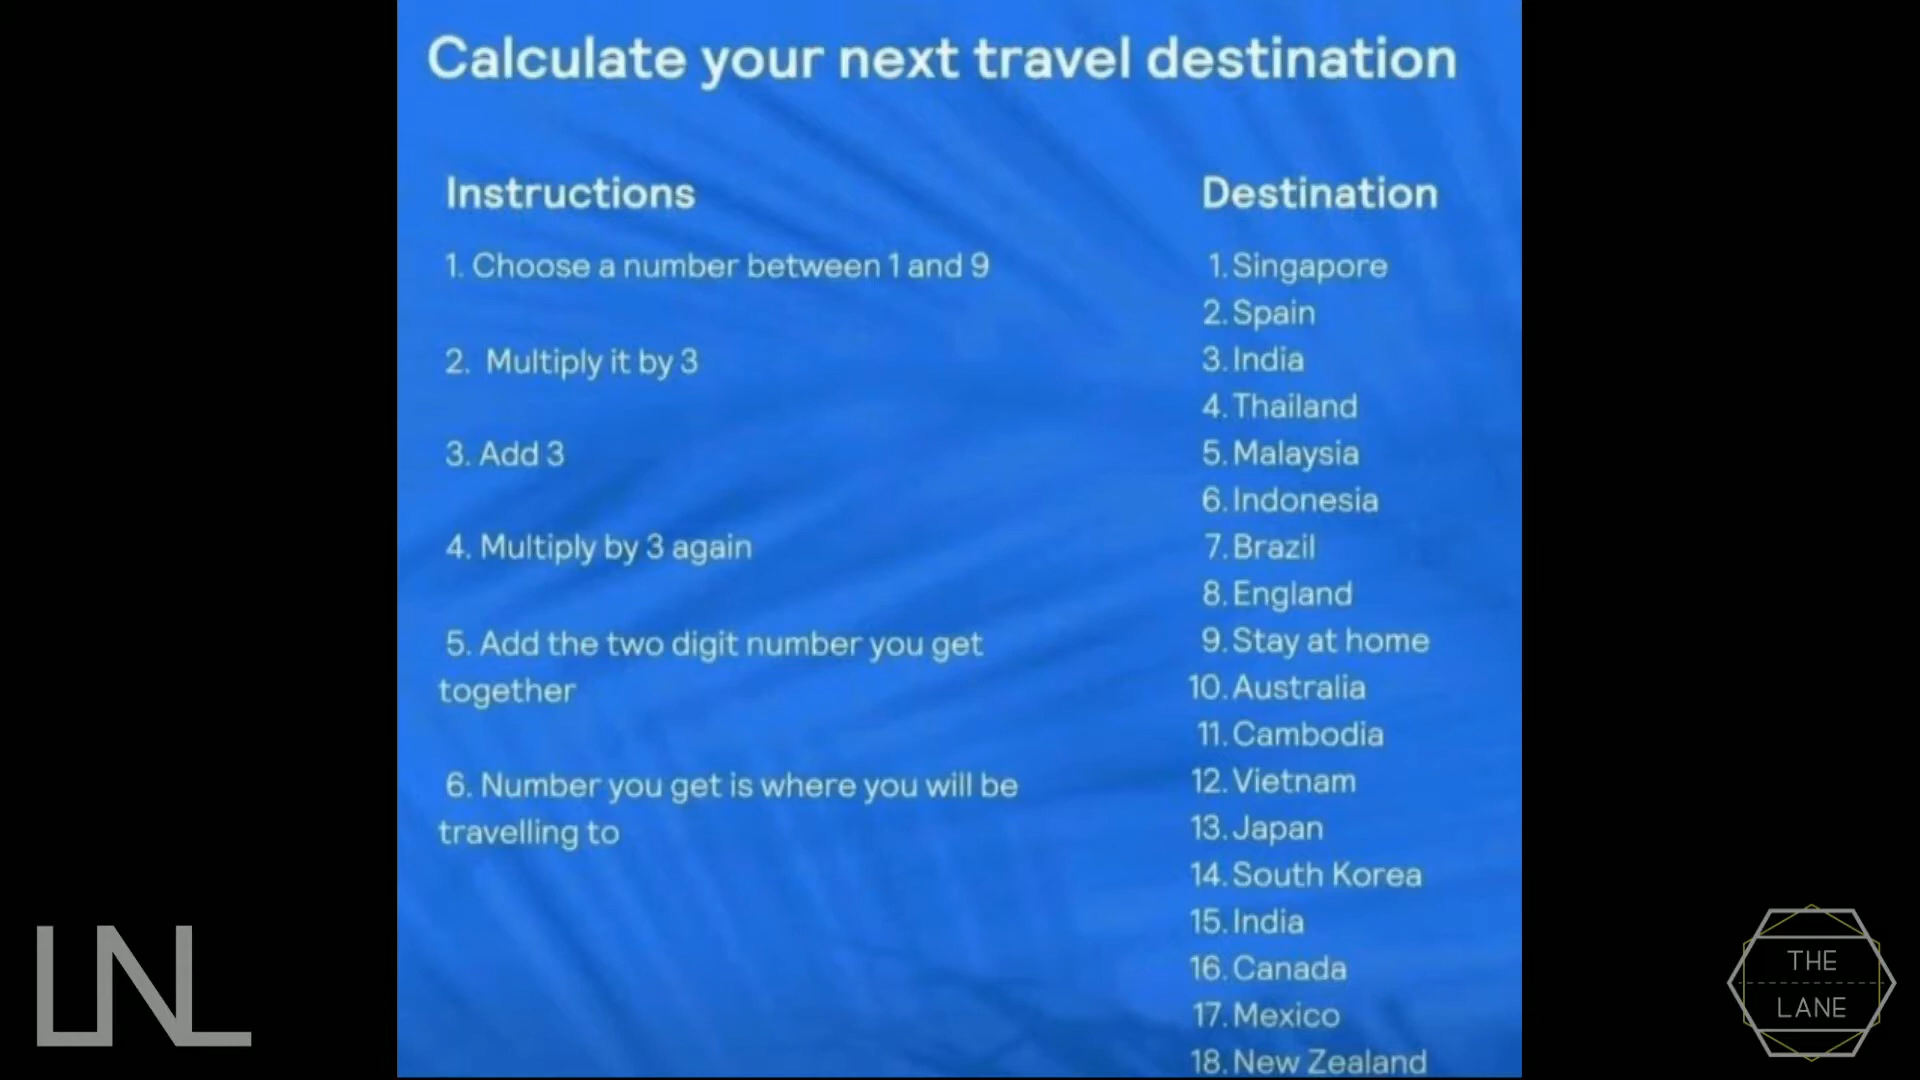 Calculate your next travel destination
Instructions
1. Choose a number between 1 and 9
2. Multiply it by 3
3. Add 3
4. Multiply by 3 again
5. Add the two digit number you get
together
6. Number you get is where you will be
travelling to
Destination
1. Singapore
2. Spain
3. India
4. Thailand
5. Malaysia
6. Indonesia
7. Brazil
8. England
9. Stay at home
10. Australia
11. Cambodia
12. Vietnam
13. Japan
14. South Korea
15. India
16. Canada
17. Mexico
18. New Zealand
LNL
THE
LANE